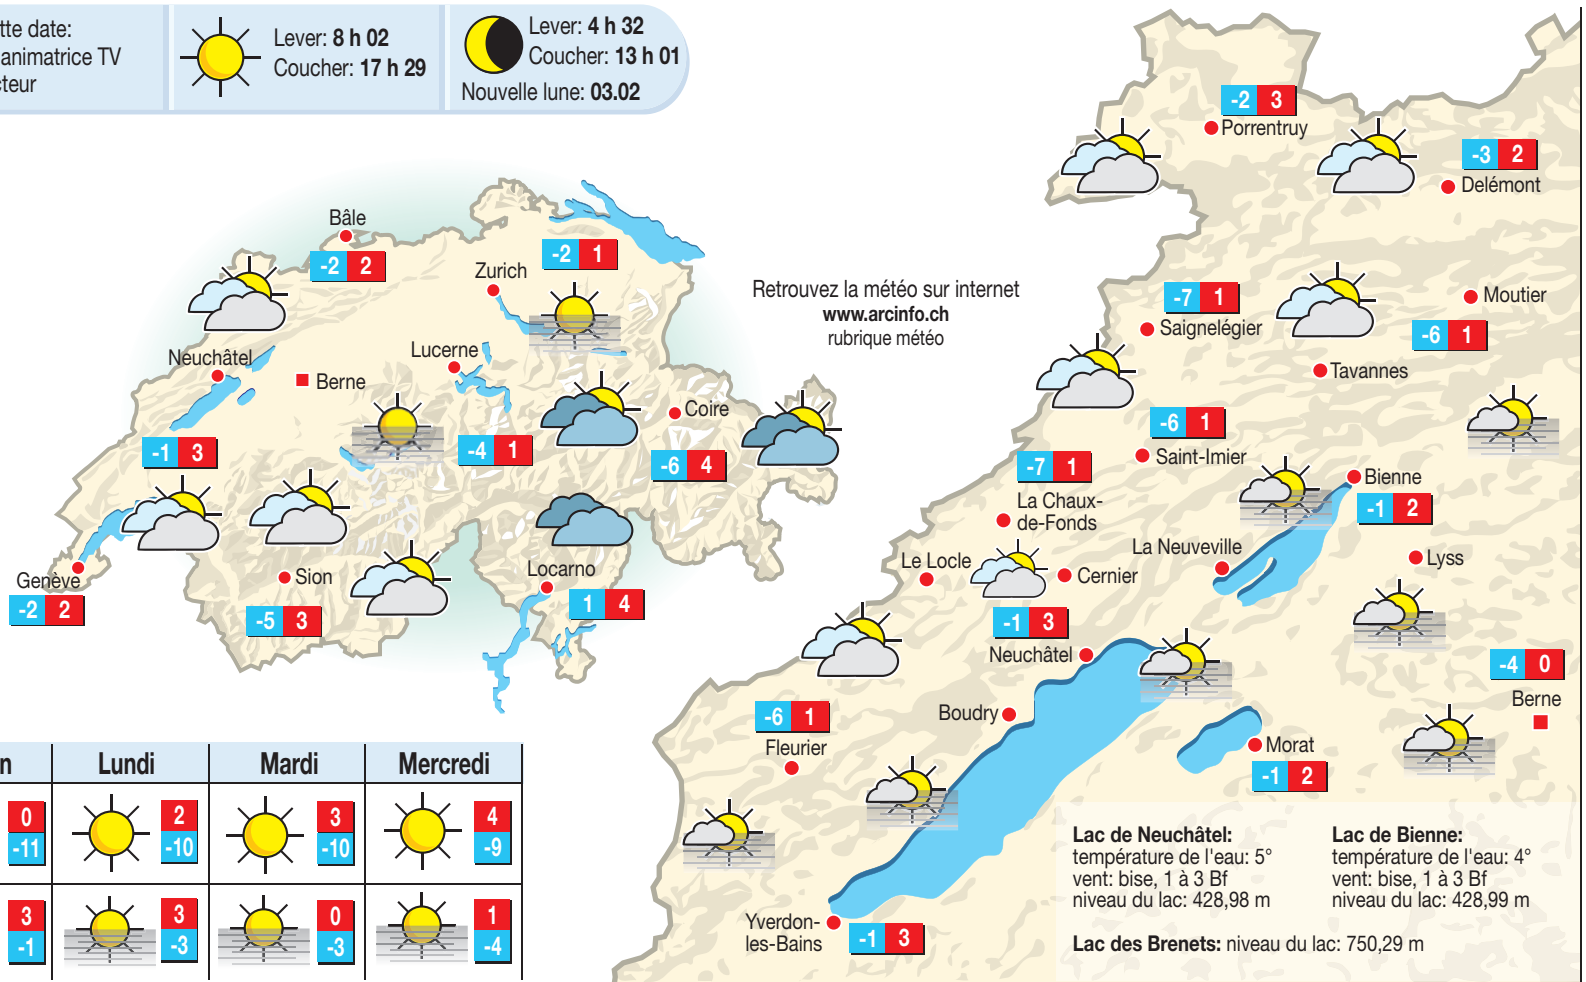 tte date:
animatrice TV
cteur
Lever: 8 h 02
Coucher: 17 h 29
Lever: 4 h 32
Coucher: 13 h 01
Nouvelle lune: 03.02
Bâle
-2 2
Zurich
-2 1
Neuchâtel
-1 3
Berne
Lucerne
-4 1
Coire
-6 4
Genève
-2 2
Sion
-5 3
Locarno
1 4
Retrouvez la météo sur internet
www.arcinfo.ch
rubrique météo
-2 3
Porrentruy
-3 2
Delémont
-7 1
Saignelégier
Moutier
-6 1
Tavannes
-6 1
Saint-Imier
-7 1
La Chaux-
de-Fonds
Bienne
-1 2
Le Locle
Cernier
La Neuveville
Lyss
-1 3
Neuchâtel
-4 0
Berne
Boudry
-6 1
Fleurier
Morat
-1 2
Yverdon-
les-Bains
-1 3
n Lundi Mardi Mercredi
0 2 3 4
-11 -10 -10 -9
3 3 0 1
-1 -3 -3 -4
Lac de Neuchâtel:
température de l'eau: 5°
vent: bise, 1 à 3 Bf
niveau du lac: 428,98 m
Lac de Bienne:
température de l'eau: 4°
vent: bise, 1 à 3 Bf
niveau du lac: 428,99 m
Lac des Brenets: niveau du lac: 750,29 m